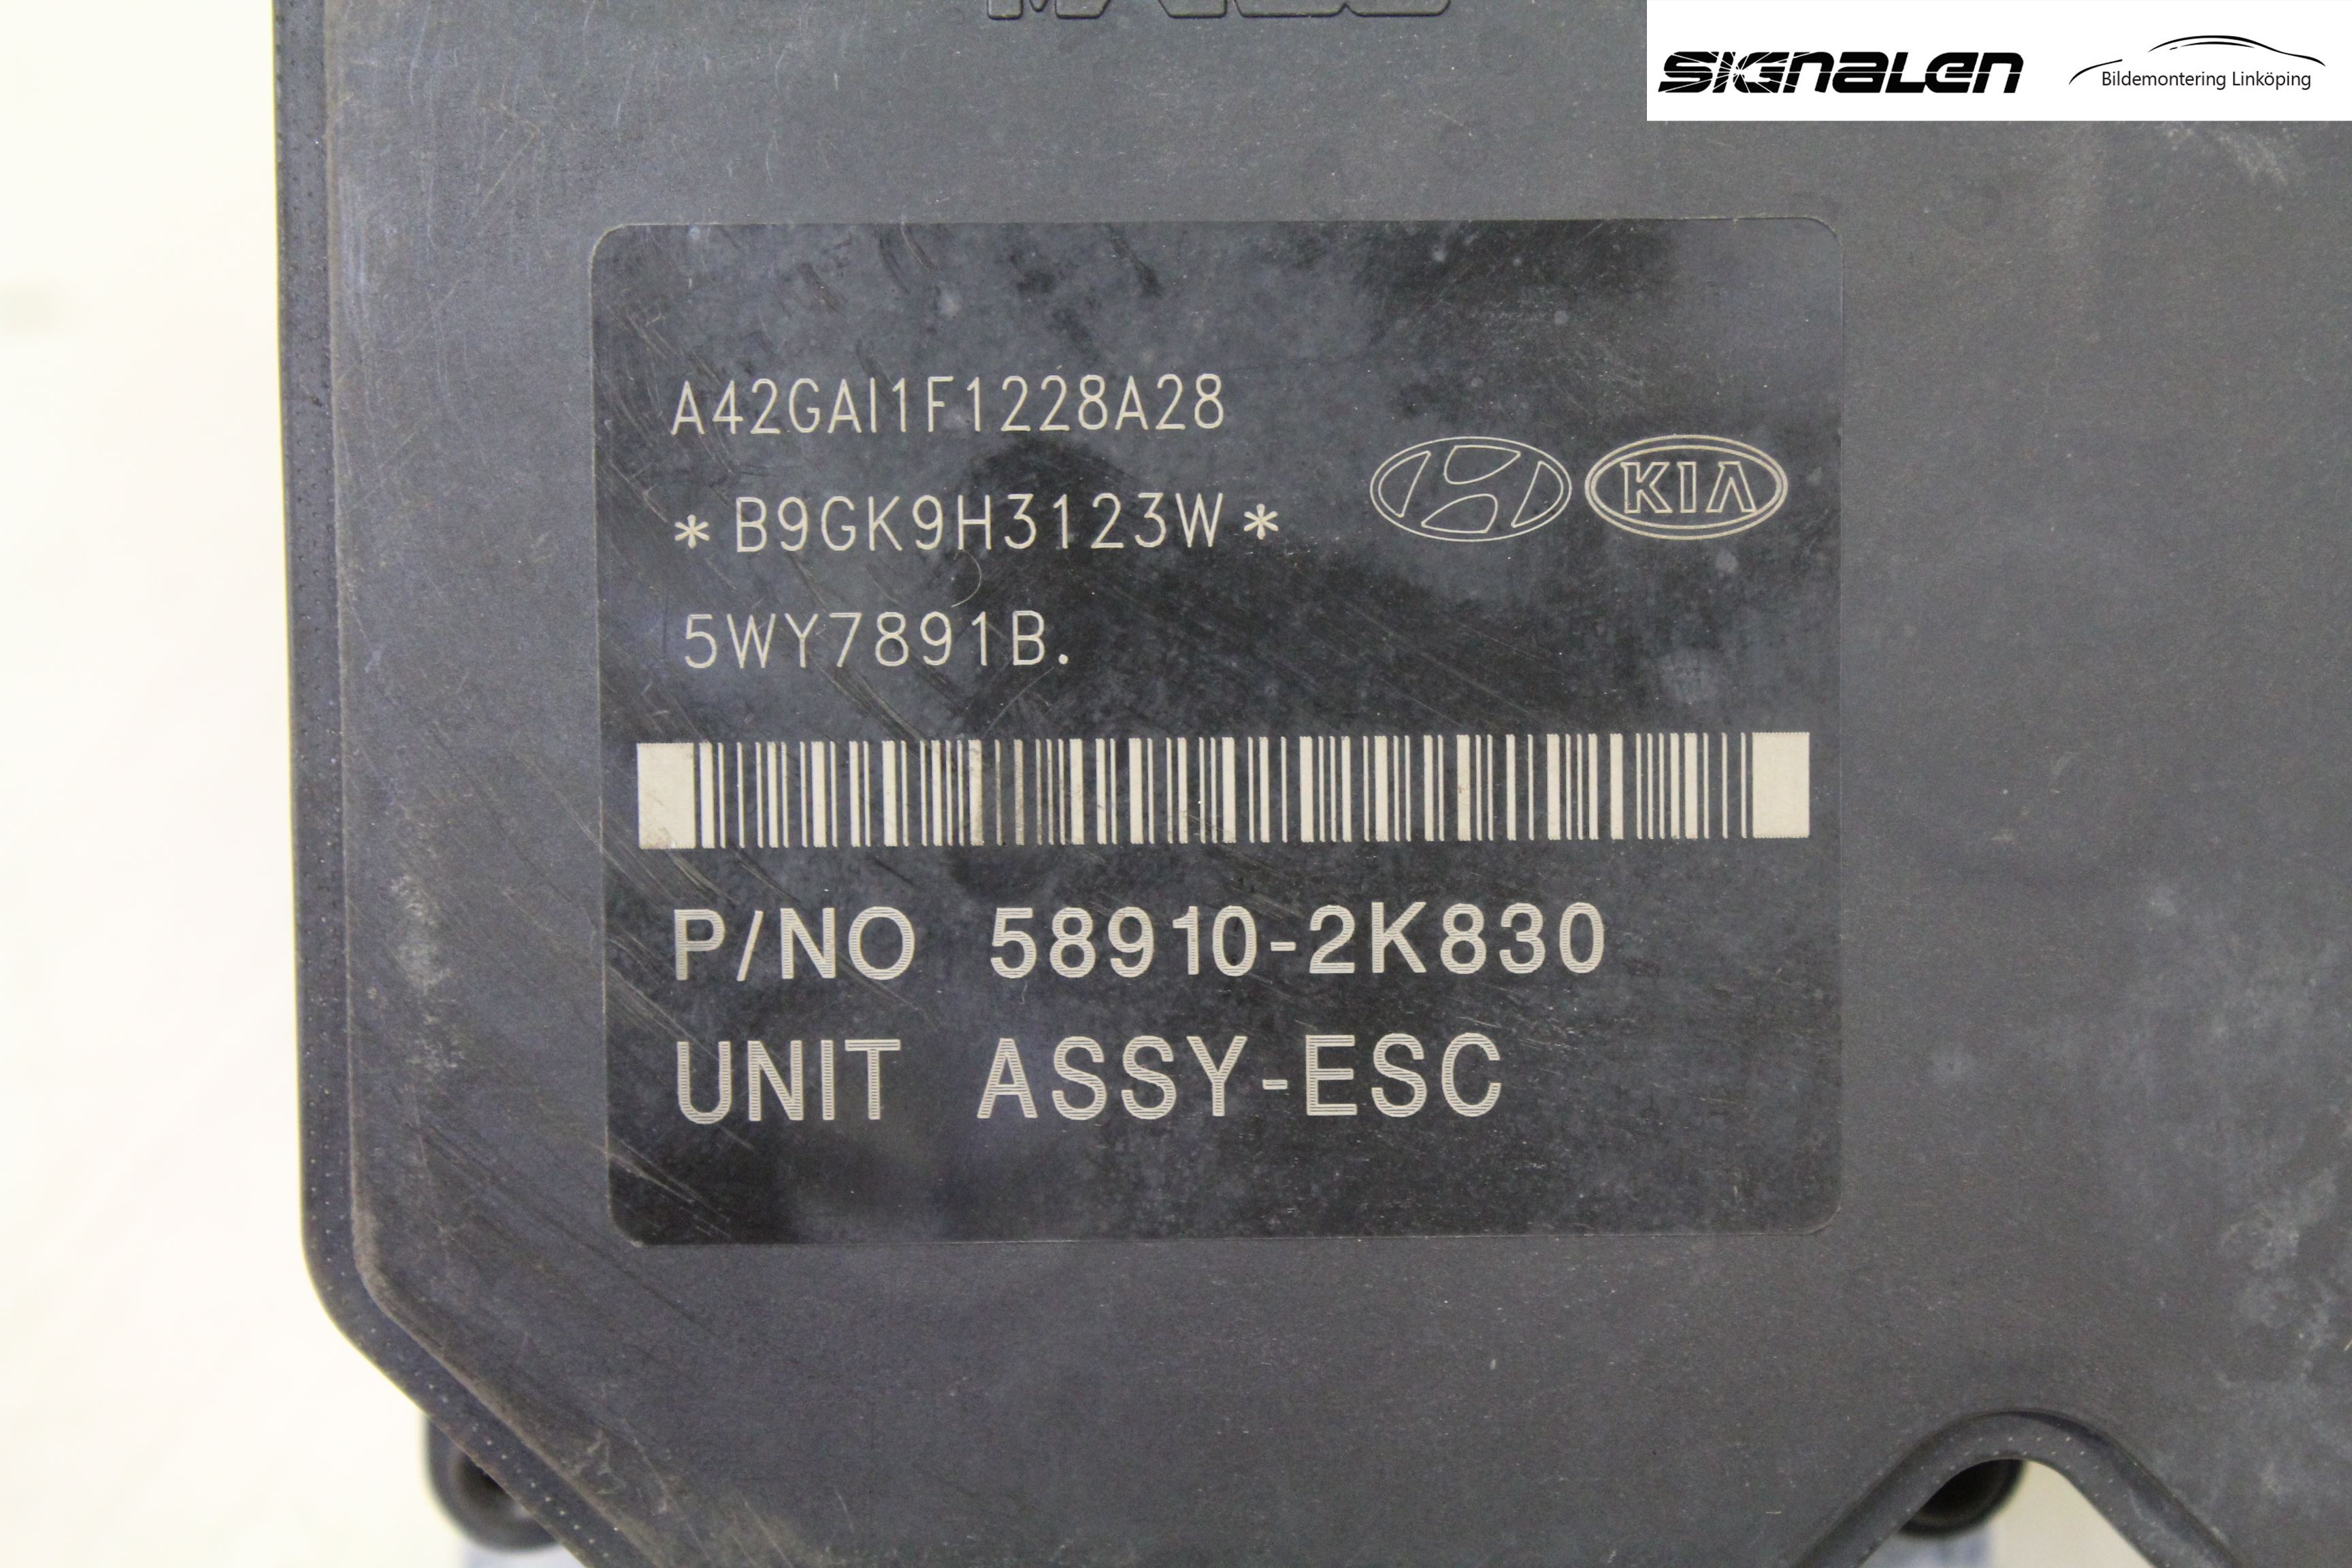 SIGNALEN
Bildemontering Linköping
A42GAI1F1228A28
*B9GK9H3123W*
KIA
5WY7891B.
P/NO 58910-2K830
UNIT ASSY-ESC